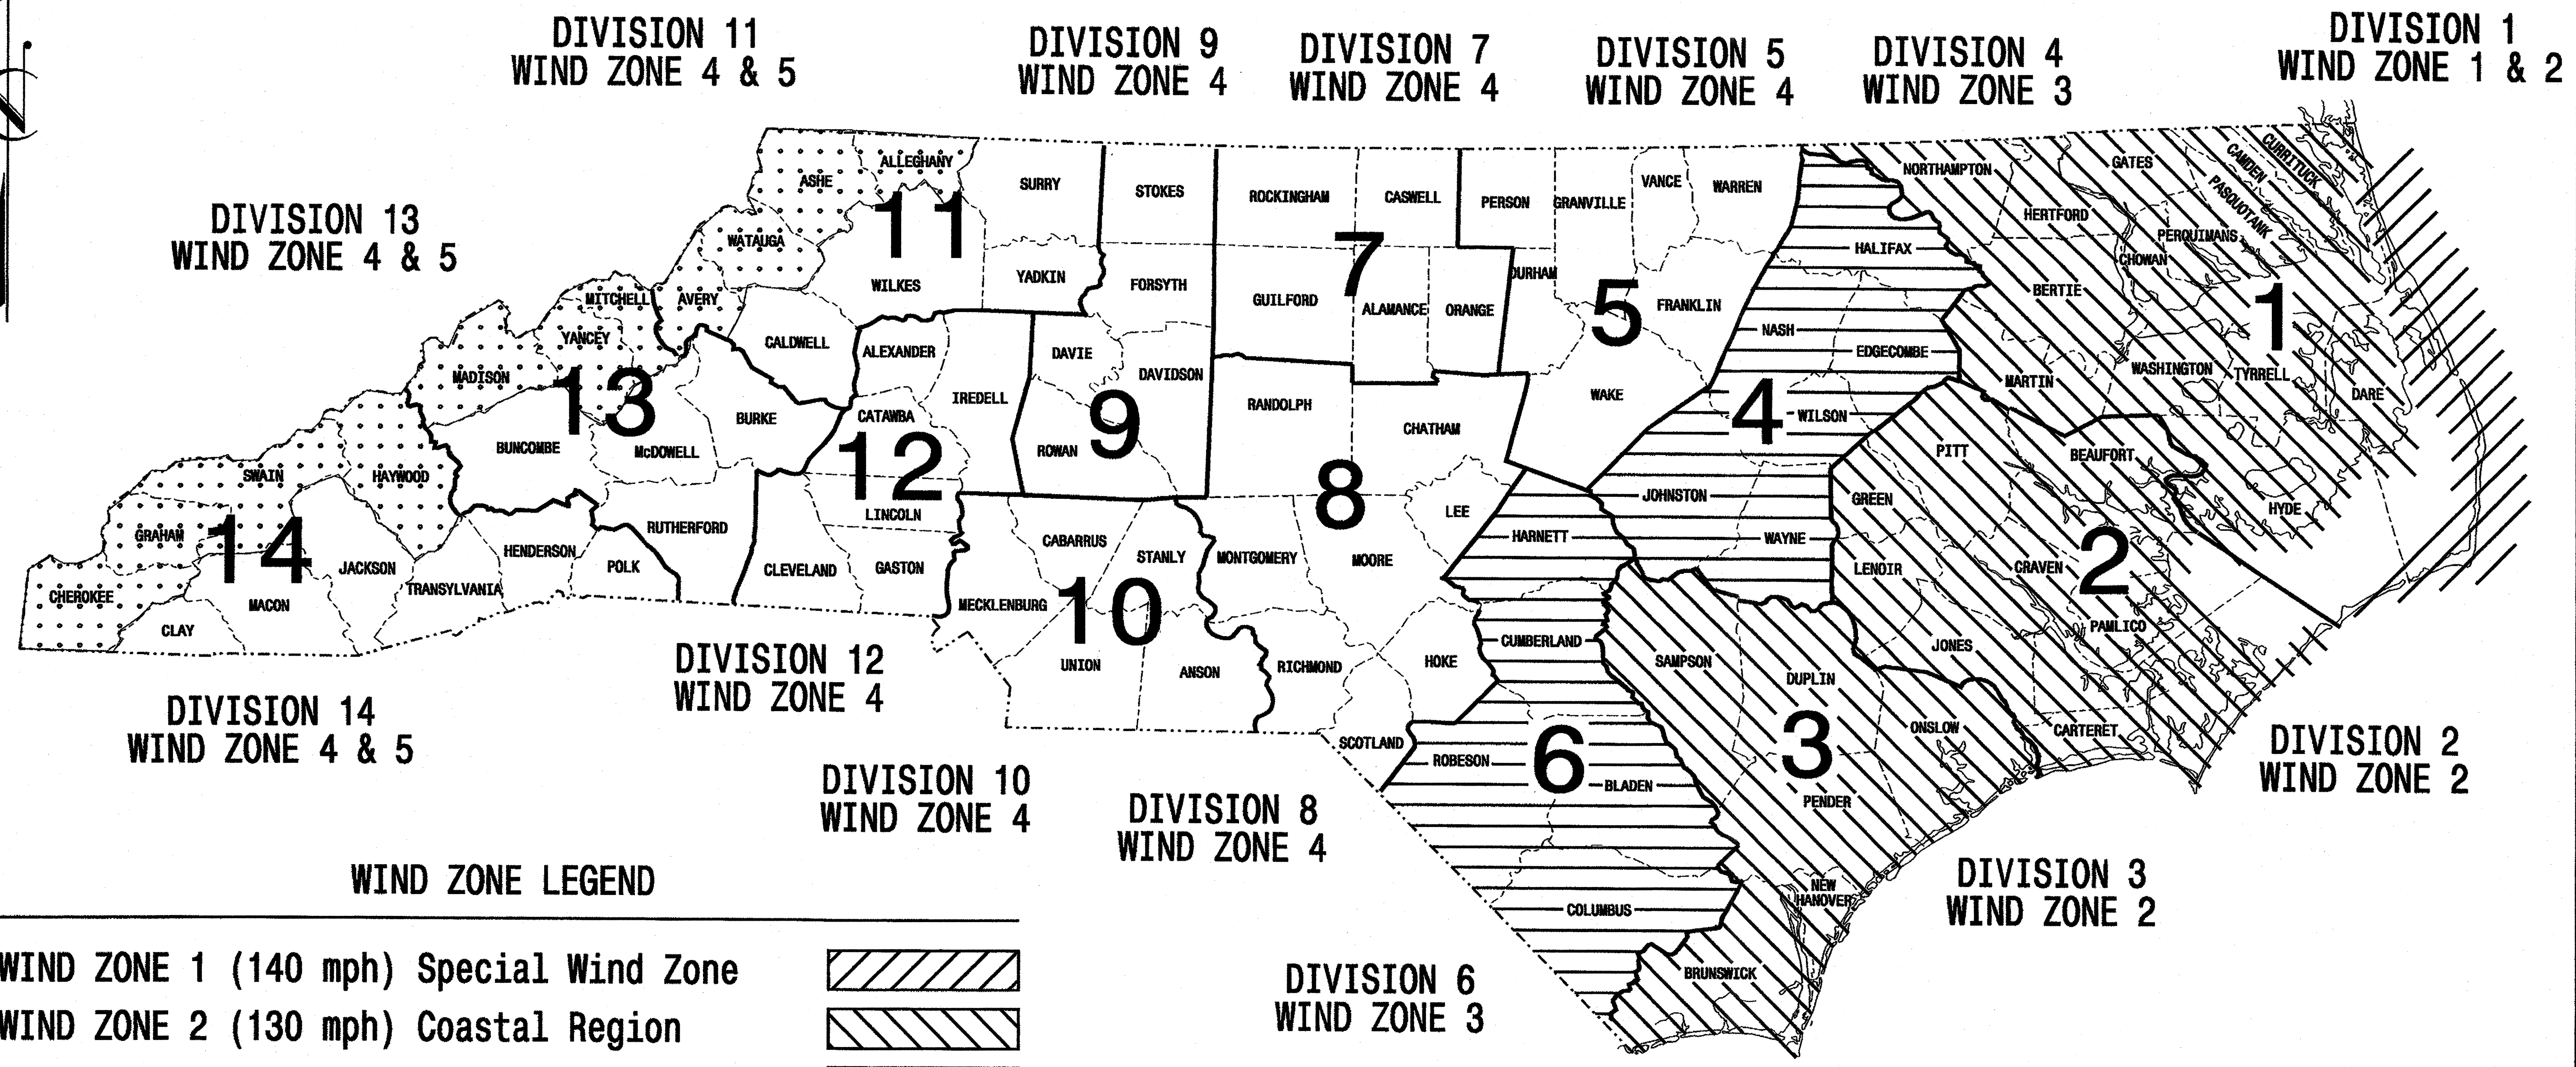 DIVISION 11
WIND ZONE 4 & 5
DIVISION 9
WIND ZONE 4
DIVISION 7
WIND ZONE 4
DIVISION 5
WIND ZONE 4
DIVISION 4
WIND ZONE 3
DIVISION 1
WIND ZONE 1 & 2
N
DIVISION 13
WIND ZONE 4 & 5
ASHE
ALLEGHANY
11
WATAUGA
WILKES
SURRY
YADKIN
STOKES
FORSYTH
ROCKINGHAM
CASWELL
7
GUILFORD
ALAMANCE
ORANGE
PERSON
GRANVILLE
VANCE
WARREN
DURHAM
5
FRANKLIN
WAKE
NORTHAMPTON
GATES
CAMDEN
CURRITUCK
PASQUOTANK
HERTFORD
PERQUIMANS
CHOWAN
BERTIE
1
MARTIN
WASHINGTON
TYRRELL
DARE
HYDE
HALIFAX
NASH
EDGECOMBE
4
WILSON
JOHNSTON
WAYNE
MITCHELL
AVERY
YANCEY
MADISON
13
CALDWELL
BUNCOMBE
McDOWELL
BURKE
ALEXANDER
IREDELL
CATAWBA
12
LINCOLN
CLEVELAND
GASTON
DAVIE
DAVIDSON
ROWAN
9
RANDOLPH
CHATHAM
8
LEE
MONTGOMERY
MOORE
RICHMOND
HOKE
SCOTLAND
SWAIN
HAYWOOD
GRAHAM
14
JACKSON
CHEROKEE
MACON
CLAY
TRANSYLVANIA
HENDERSON
POLK
RUTHERFORD
CABARRUS
STANLY
MECKLENBURG
10
UNION
ANSON
HARNETT
CUMBERLAND
6
ROBESON
BLADEN
COLUMBUS
PITT
BEAUFORT
GREEN
2
LENOIR
CRAVEN
PAMLICO
JONES
CARTERET
SAMPSON
DUPLIN
3
ONSLOW
PENDER
NEW
HANOVER
BRUNSWICK
DIVISION 14
WIND ZONE 4 & 5
DIVISION 12
WIND ZONE 4
DIVISION 10
WIND ZONE 4
DIVISION 8
WIND ZONE 4
DIVISION 2
WIND ZONE 2
DIVISION 3
WIND ZONE 2
DIVISION 6
WIND ZONE 3
WIND ZONE LEGEND
WIND ZONE 1 (140 mph) Special Wind Zone
WIND ZONE 2 (130 mph) Coastal Region